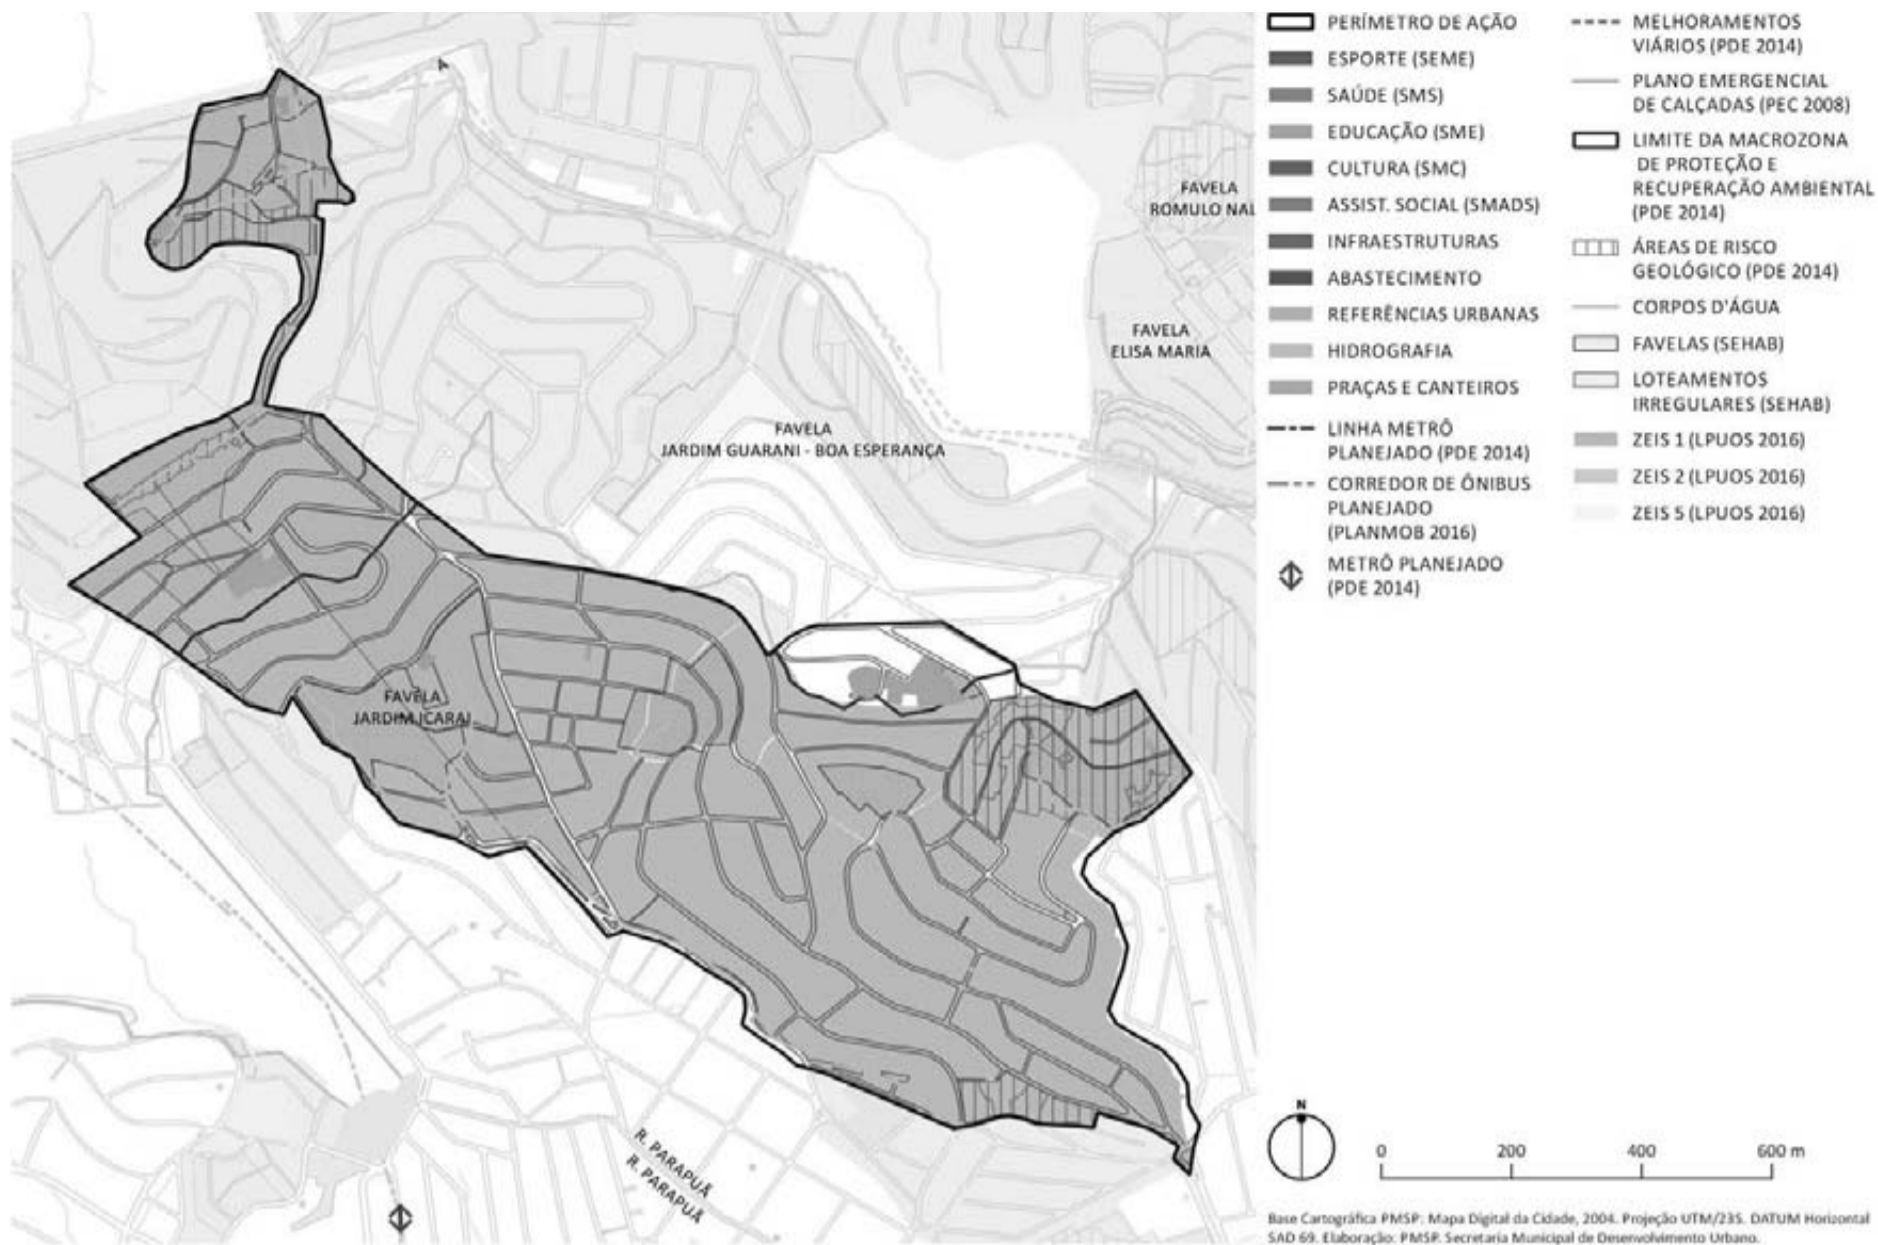 FAVELA
ROMULO NAL
FAVELA
ELISA MARIA
FAVELA
JARDIM GUARANI - BOA ESPERANÇA
FAVELA
JARDIM ICARAI
R. PARAPUÃ
R. PARAPUÃ
PERÍMETRO DE AÇÃO
ESPORTE (SEME)
SAÚDE (SMS)
EDUCAÇÃO (SME)
CULTURA (SMC)
ASSIST. SOCIAL (SMADS)
INFRAESTRUTURAS
ABASTECIMENTO
REFERÊNCIAS URBANAS
HIDROGRAFIA
PRAÇAS E CANTEIROS
LINHA METRÔ
PLANEJADO (PDE 2014)
CORREDOR DE ÔNIBUS
PLANEJADO
(PLANMOB 2016)
METRÔ PLANEJADO
(PDE 2014)
MELHORAMENTOS
VIÁRIOS (PDE 2014)
PLANO EMERGENCIAL
DE CALÇADAS (PEC 2008)
LIMITE DA MACROZONA
DE PROTEÇÃO E
RECUPERAÇÃO AMBIENTAL
(PDE 2014)
ÁREAS DE RISCO
GEOLÓGICO (PDE 2014)
CORPOS D'ÁGUA
FAVELAS (SEHAB)
LOTEAMENTOS
IRREGULARES (SEHAB)
ZEIS 1 (LPUOS 2016)
ZEIS 2 (LPUOS 2016)
ZEIS 5 (LPUOS 2016)
N
0 200 400 600 m
Base Cartográfica PMSP: Mapa Digital da Cidade, 2004. Projeção UTM/23S. DATUM Horizontal
SAD 69. Elaboração: PMSP. Secretaria Municipal de Desenvolvimento Urbano.